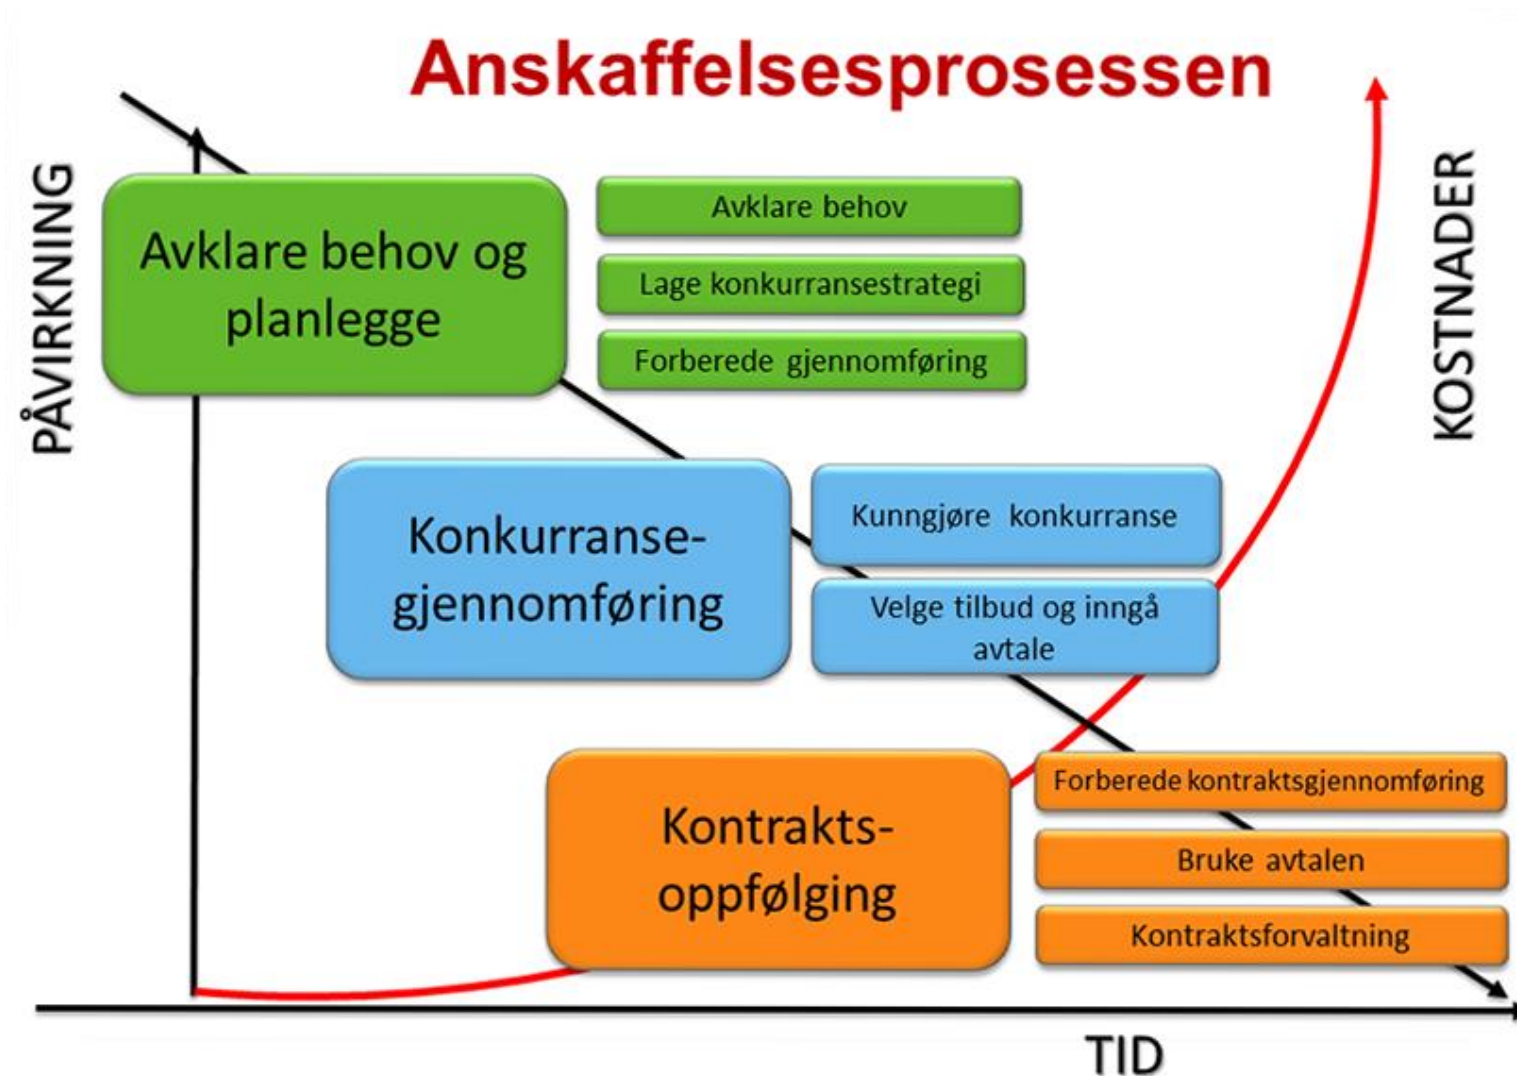 Anskaffelsesprosessen
PÅVIRKNING
KOSTNADER
Avklare behov og
planlegge
Avklare behov
Lage konkurransestrategi
Forberede gjennomføring
Konkurranse-
gjennomføring
Kunngjøre konkurranse
Velge tilbud og inngå
avtale
Kontrakts-
oppfølging
Forberede kontraktsgjennomføring
Bruke avtalen
Kontraktsforvaltning
TID